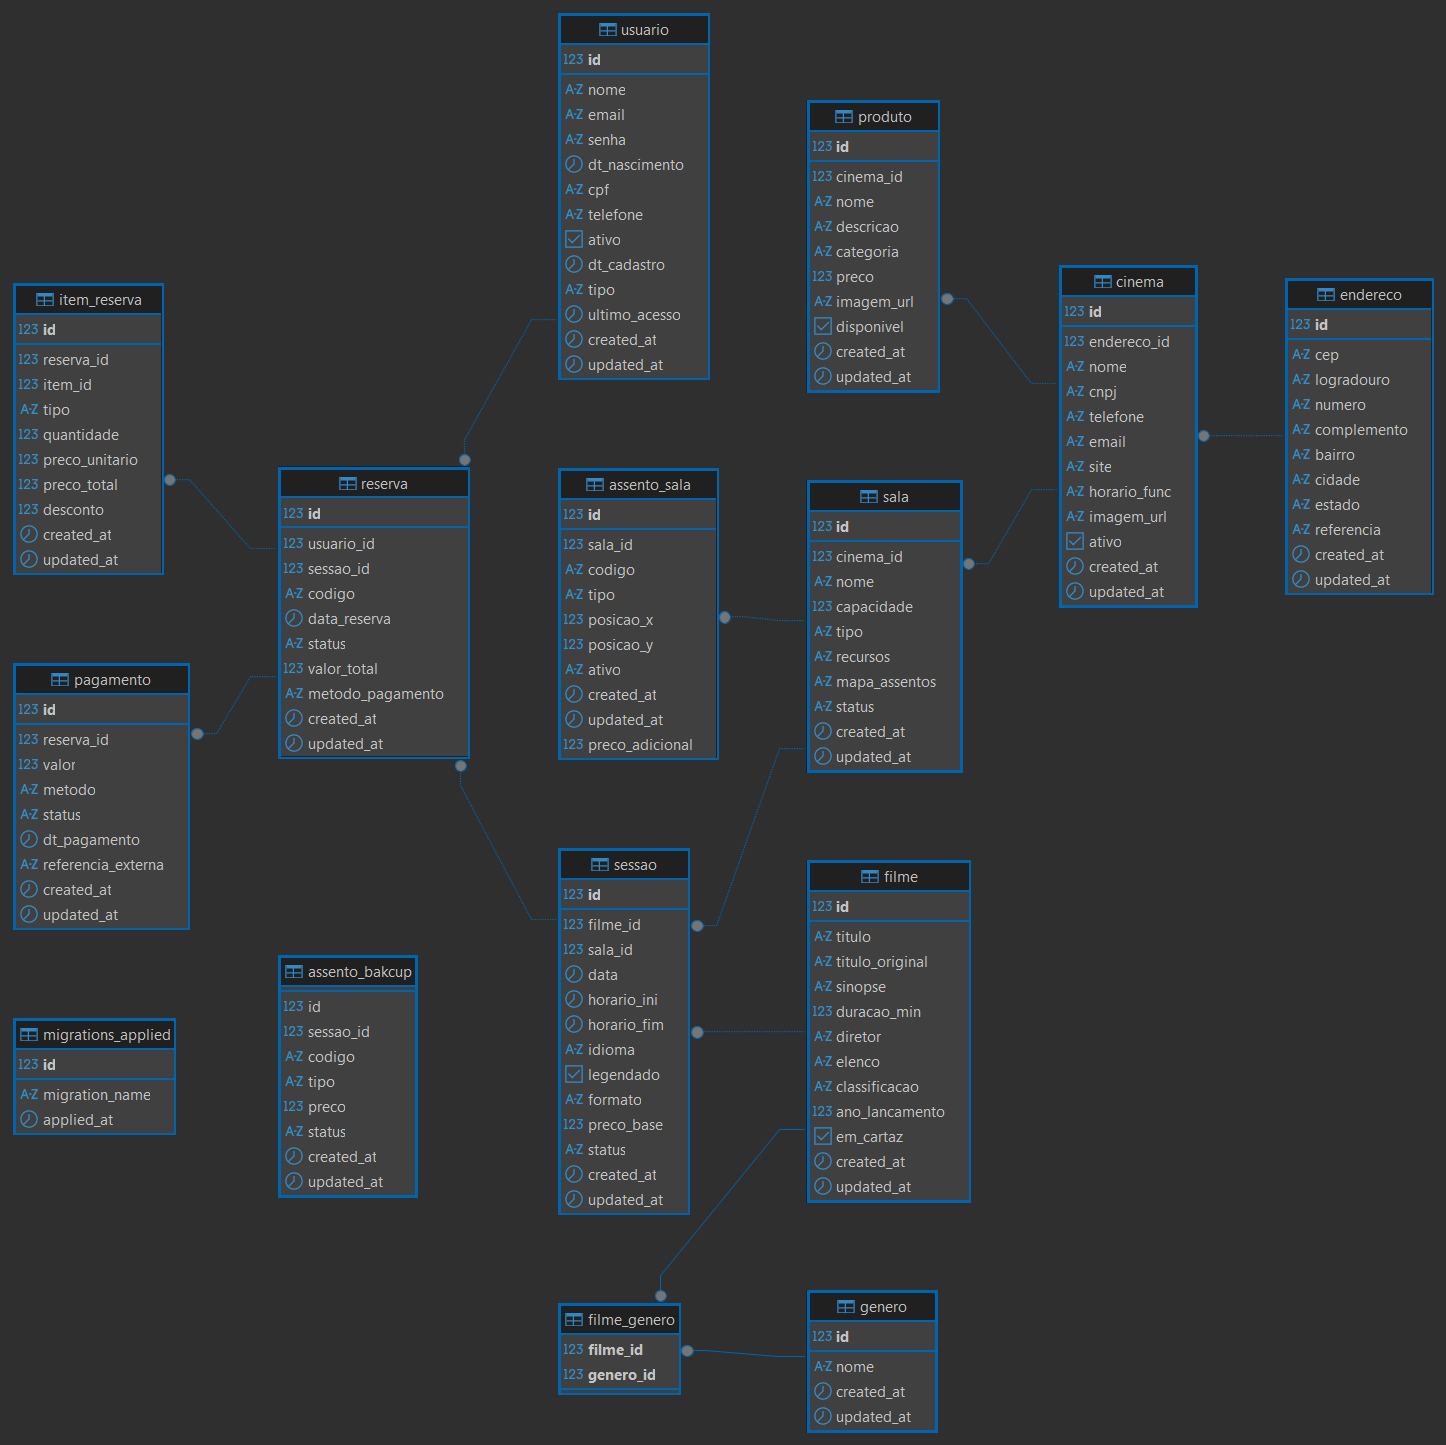 usuario
123 id
A-Z nome
A-Z email
A-Z senha
dt_nascimento
A-Z cpf
A-Z telefone
ativo
dt_cadastro
A-Z tipo
ultimo_acesso
created_at
updated_at
produto
123 id
123 cinema_id
A-Z nome
A-Z descricao
A-Z categoria
123 preco
A-Z imagem_url
disponivel
created_at
updated_at
cinema
123 id
123 endereco_id
A-Z nome
A-Z cnpj
A-Z telefone
A-Z email
A-Z site
A-Z horario_func
A-Z imagem_url
ativo
created_at
updated_at
endereco
123 id
A-Z cep
A-Z logradouro
A-Z numero
A-Z complemento
A-Z bairro
A-Z cidade
A-Z estado
A-Z referencia
created_at
updated_at
item_reserva
123 id
123 reserva_id
123 item_id
A-Z tipo
123 quantidade
123 preco_unitario
123 preco_total
123 desconto
created_at
updated_at
reserva
123 id
123 usuario_id
123 sessao_id
A-Z codigo
data_reserva
A-Z status
123 valor_total
A-Z metodo_pagamento
created_at
updated_at
assento_sala
123 id
123 sala_id
A-Z codigo
A-Z tipo
123 posicao_x
123 posicao_y
A-Z ativo
created_at
updated_at
123 preco_adicional
sala
123 id
123 cinema_id
A-Z nome
123 capacidade
A-Z tipo
A-Z recursos
A-Z mapa_assentos
A-Z status
created_at
updated_at
pagamento
123 id
123 reserva_id
123 valor
A-Z metodo
A-Z status
dt_pagamento
A-Z referencia_externa
created_at
updated_at
sessao
123 id
123 filme_id
123 sala_id
data
horario_ini
horario_fim
A-Z idioma
legendado
A-Z formato
123 preco_base
A-Z status
created_at
updated_at
filme
123 id
A-Z titulo
A-Z titulo_original
A-Z sinopse
123 duracao_min
A-Z diretor
A-Z elenco
A-Z classificacao
123 ano_lancamento
em_cartaz
created_at
updated_at
assento_bakcup
123 id
123 sessao_id
A-Z codigo
A-Z tipo
123 preco
A-Z status
created_at
updated_at
migrations_applied
123 id
A-Z migration_name
applied_at
filme_genero
123 filme_id
123 genero_id
genero
123 id
A-Z nome
created_at
updated_at